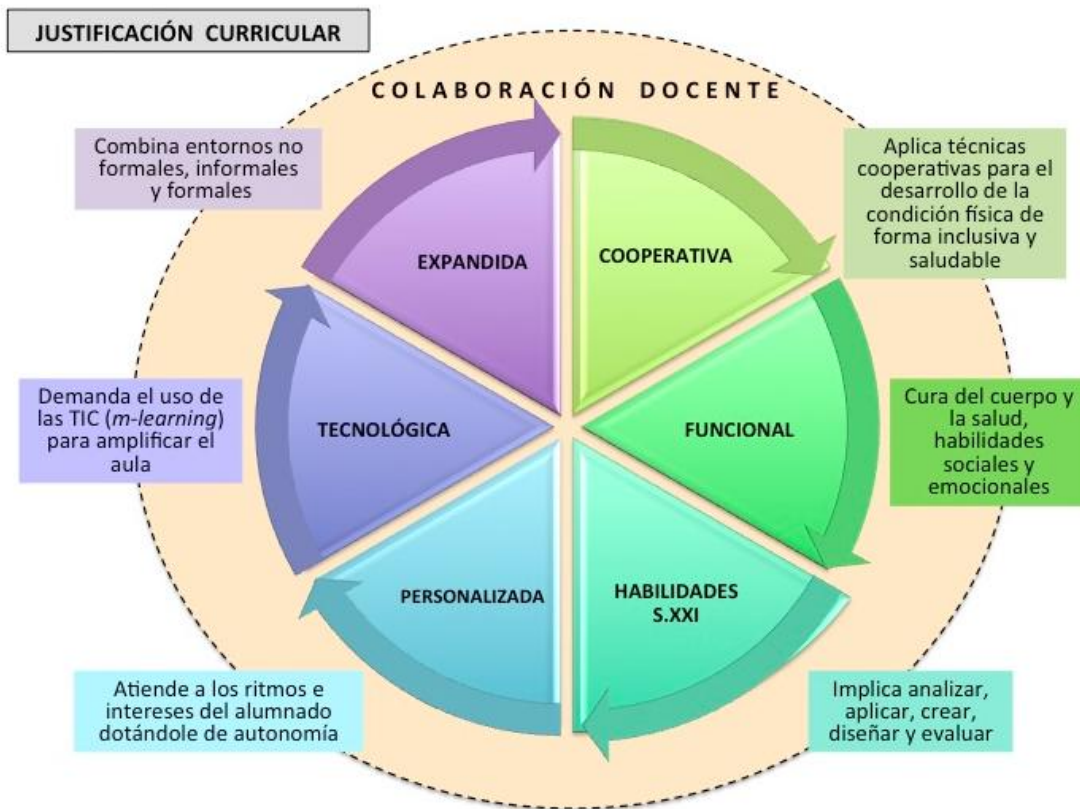 JUSTIFICACIÓN CURRICULAR
COLABORACIÓN DOCENTE
Combina entornos no
formales, informales
y formales
EXPANDIDA
COOPERATIVA
Aplica técnicas
cooperativas para el
desarrollo de la
condición física de
forma inclusiva y
saludable
Demanda el uso de
las TIC (m-learning)
para amplificar el
aula
TECNOLÓGICA
FUNCIONAL
Cura del cuerpo y
la salud,
habilidades
sociales y
emocionales
PERSONALIZADA
HABILIDADES
S.XXI
Atiende a los ritmos e
intereses del alumnado
dotándole de autonomía
Implica analizar,
aplicar, crear,
diseñar y evaluar